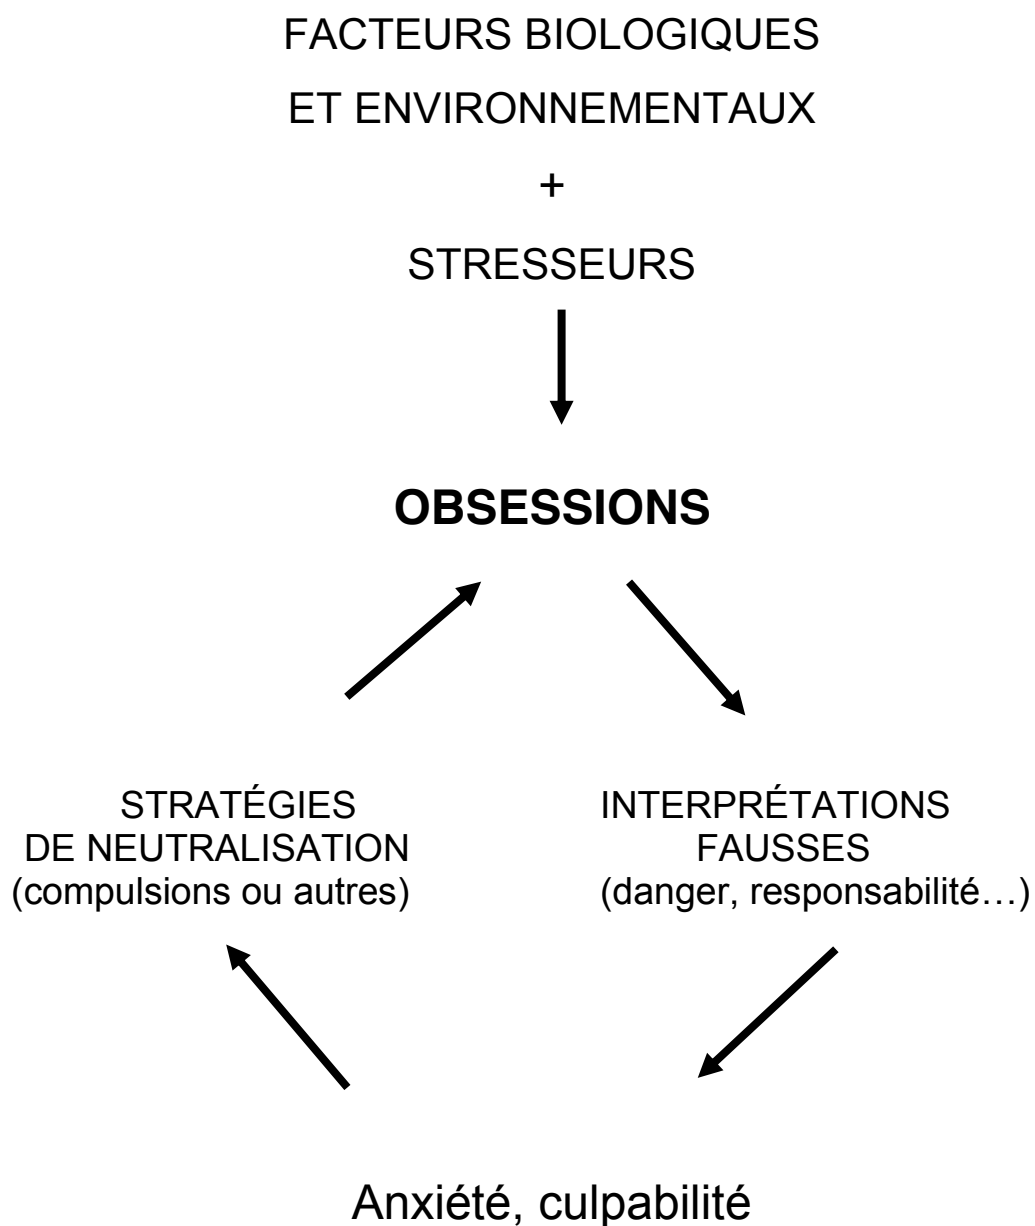 FACTEURS BIOLOGIQUES
ET ENVIRONNEMENTAUX
+
STRESSEURS
OBSESSIONS
STRATÉGIES
DE NEUTRALISATION
(compulsions ou autres)
INTERPRÉTATIONS
FAUSSES
(danger, responsabilité…)
Anxiété, culpabilité